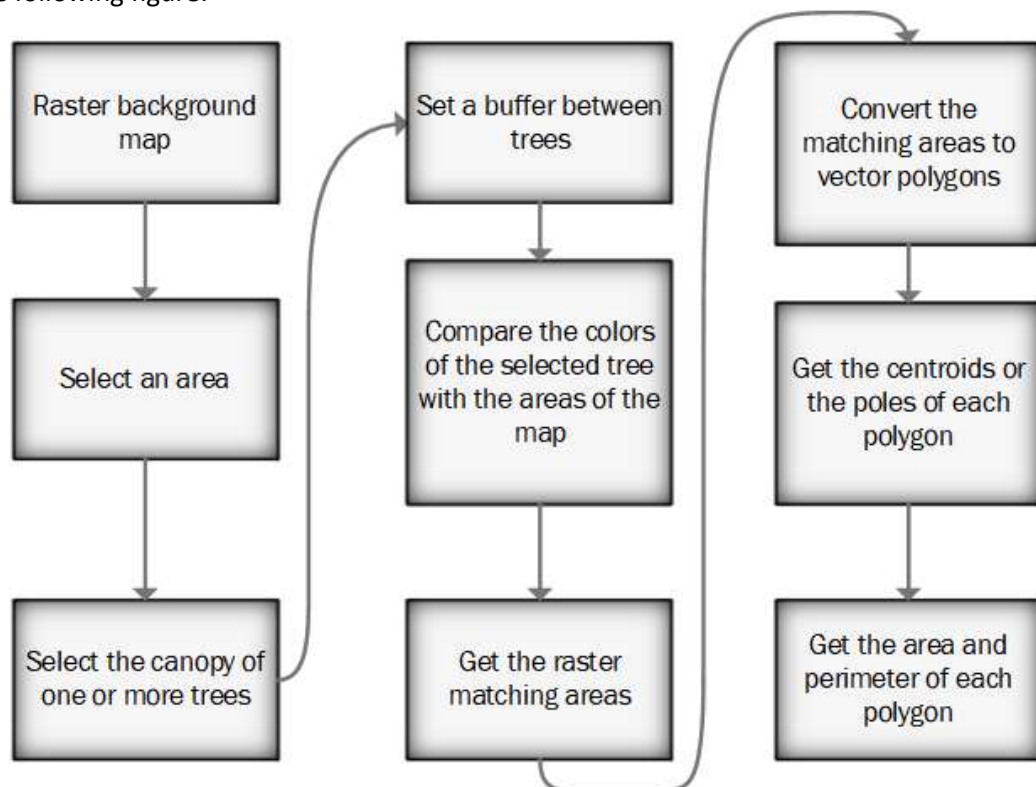 e following figure.
Raster background
map
Select an area
Select the canopy of
one or more trees
Set a buffer between
trees
Compare the colors
of the selected tree
with the areas of the
map
Get the raster
matching areas
Convert the
matching areas to
vector polygons
Get the centroids or
the poles of each
polygon
Get the area and
perimeter of each
polygon